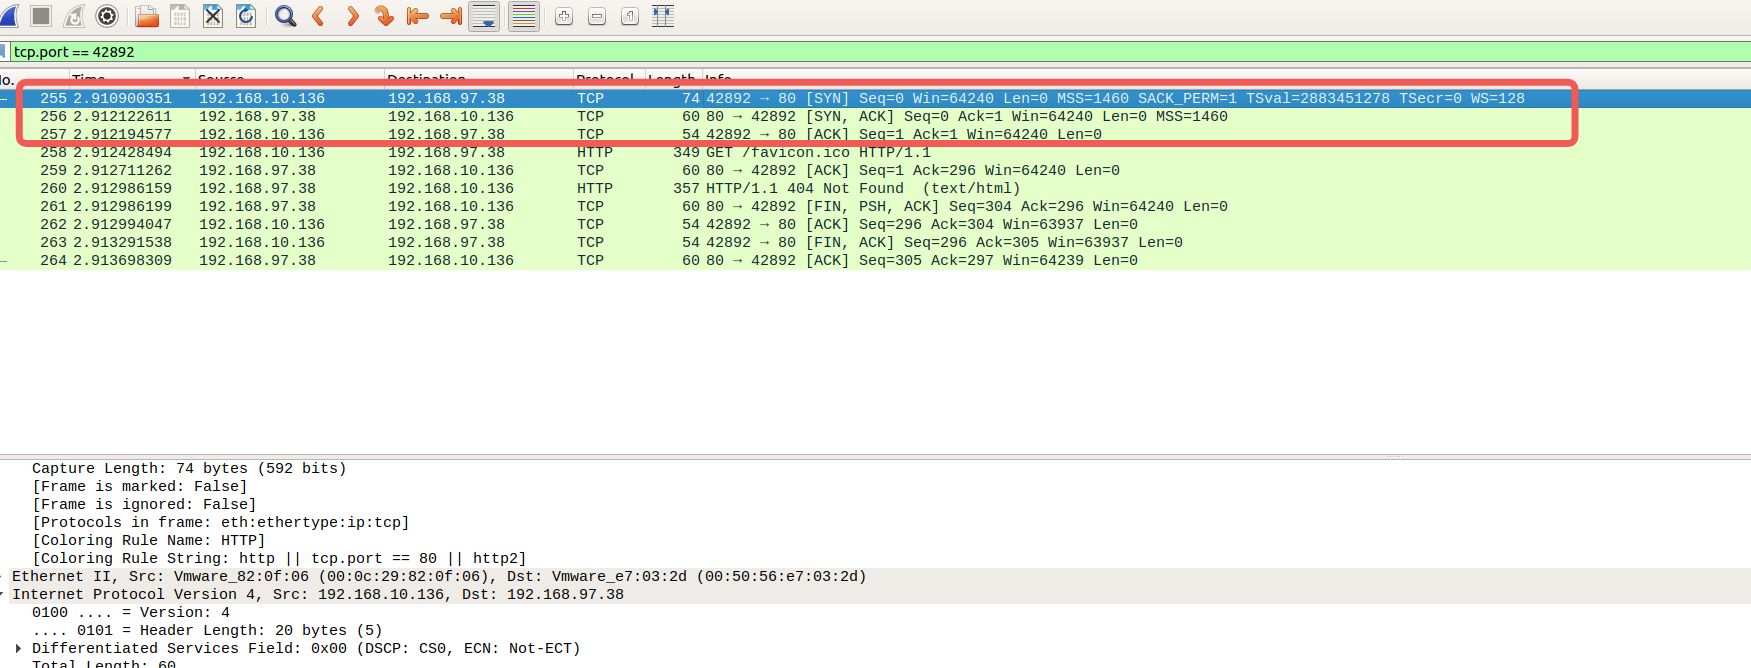 tcp.port == 42892
No. Time Source Destination Protocol Length Info
255 2.910900351 192.168.10.136 192.168.97.38 TCP 74 42892 → 80 [SYN] Seq=0 Win=64240 Len=0 MSS=1460 SACK_PERM=1 TSval=2883451278 TSecr=0 WS=128
256 2.912122611 192.168.97.38 192.168.10.136 TCP 60 80 → 42892 [SYN, ACK] Seq=0 Ack=1 Win=64240 Len=0 MSS=1460
257 2.912194577 192.168.10.136 192.168.97.38 TCP 54 42892 → 80 [ACK] Seq=1 Ack=1 Win=64240 Len=0
258 2.912428494 192.168.10.136 192.168.97.38 HTTP 349 GET /favicon.ico HTTP/1.1
259 2.912711262 192.168.97.38 192.168.10.136 TCP 60 80 → 42892 [ACK] Seq=1 Ack=296 Win=64240 Len=0
260 2.912986159 192.168.97.38 192.168.10.136 HTTP 357 HTTP/1.1 404 Not Found (text/html)
261 2.912986199 192.168.97.38 192.168.10.136 TCP 60 80 → 42892 [FIN, PSH, ACK] Seq=304 Ack=296 Win=64240 Len=0
262 2.912994047 192.168.10.136 192.168.97.38 TCP 54 42892 → 80 [ACK] Seq=296 Ack=304 Win=63937 Len=0
263 2.913291538 192.168.10.136 192.168.97.38 TCP 54 42892 → 80 [FIN, ACK] Seq=296 Ack=305 Win=63937 Len=0
264 2.913698309 192.168.97.38 192.168.10.136 TCP 60 80 → 42892 [ACK] Seq=305 Ack=297 Win=64239 Len=0
Capture Length: 74 bytes (592 bits)
[Frame is marked: False]
[Frame is ignored: False]
[Protocols in frame: eth:ethertype:ip:tcp]
[Coloring Rule Name: HTTP]
[Coloring Rule String: http || tcp.port == 80 || http2]
Ethernet II, Src: Vmware_82:0f:06 (00:0c:29:82:0f:06), Dst: Vmware_e7:03:2d (00:50:56:e7:03:2d)
Internet Protocol Version 4, Src: 192.168.10.136, Dst: 192.168.97.38
0100 .... = Version: 4
.... 0101 = Header Length: 20 bytes (5)
Differentiated Services Field: 0x00 (DSCP: CS0, ECN: Not-ECT)
Total Length: 60